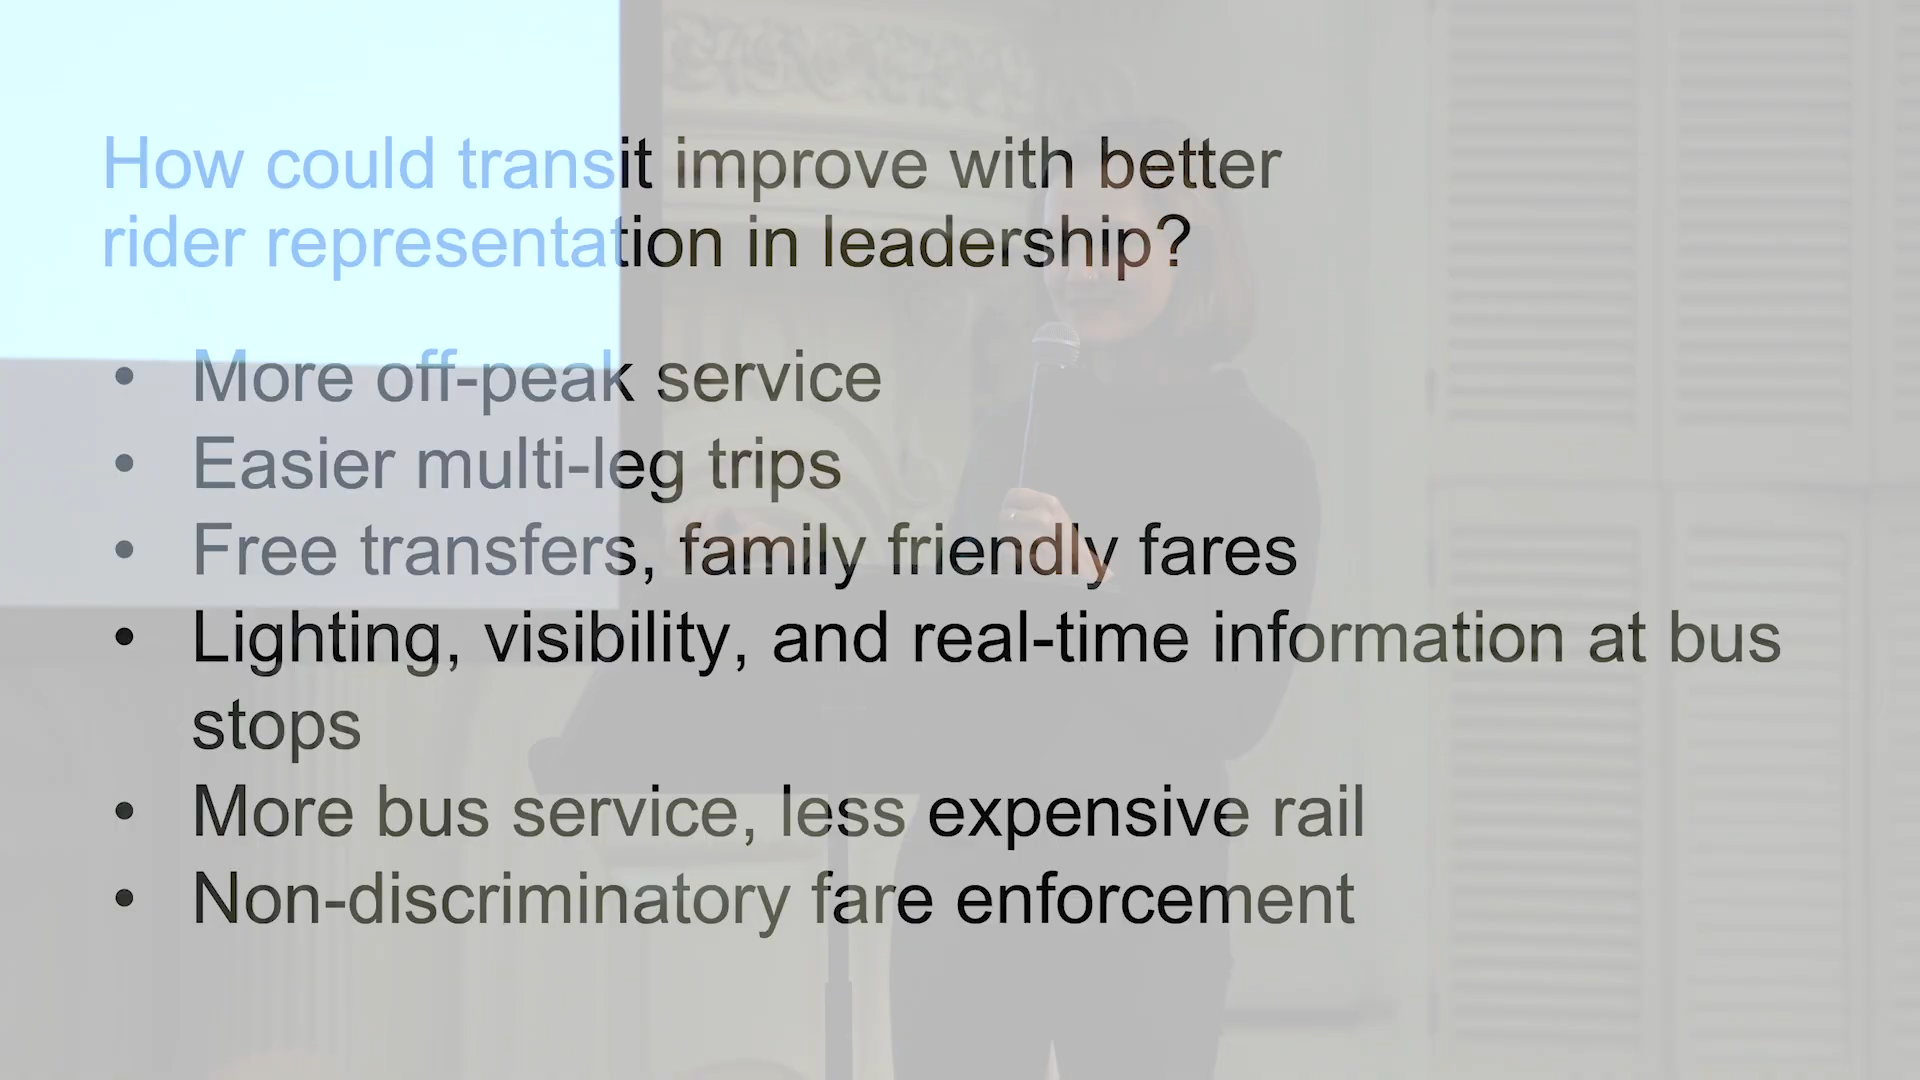 How could transit improve with better
rider representation in leadership?
• More off-peak service
• Easier multi-leg trips
• Free transfers, family friendly fares
• Lighting, visibility, and real-time information at bus
stops
• More bus service, less expensive rail
• Non-discriminatory fare enforcement